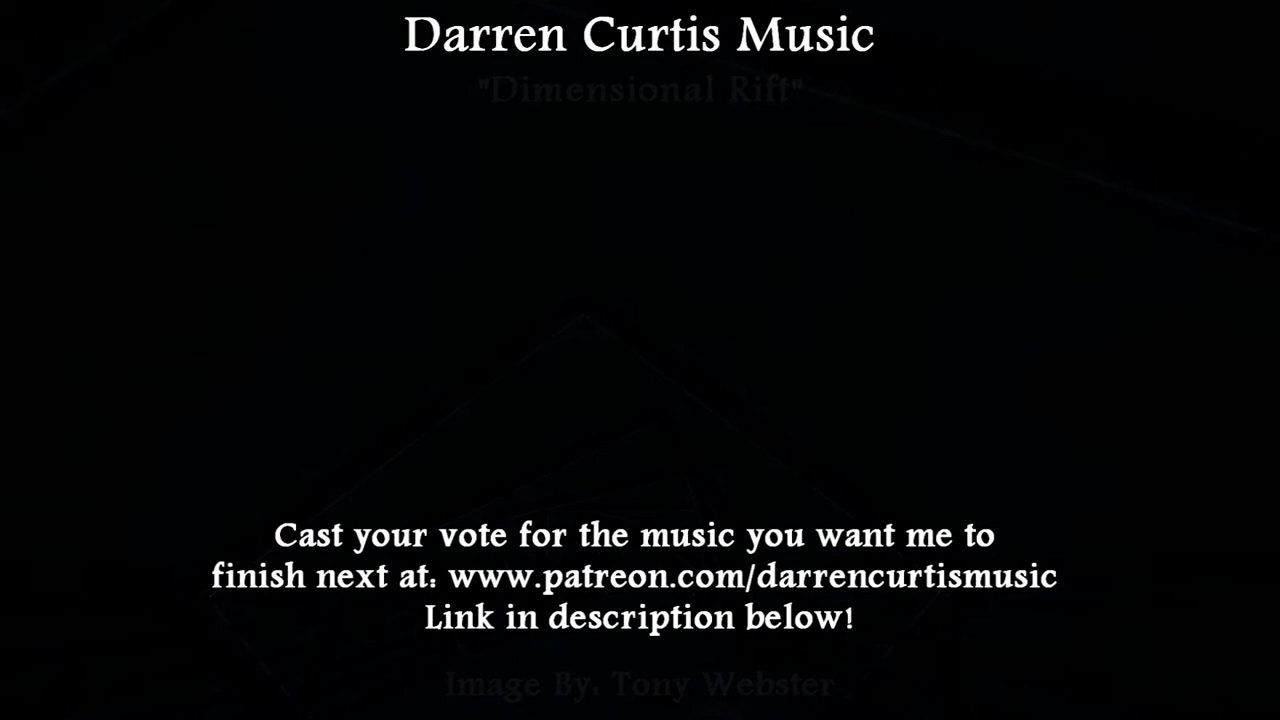 Darren Curtis Music
"Dimensional Rift"
Cast your vote for the music you want me to
finish next at: www.patreon.com/darrencurtismusic
Link in description below!
Image By: Tony Webster